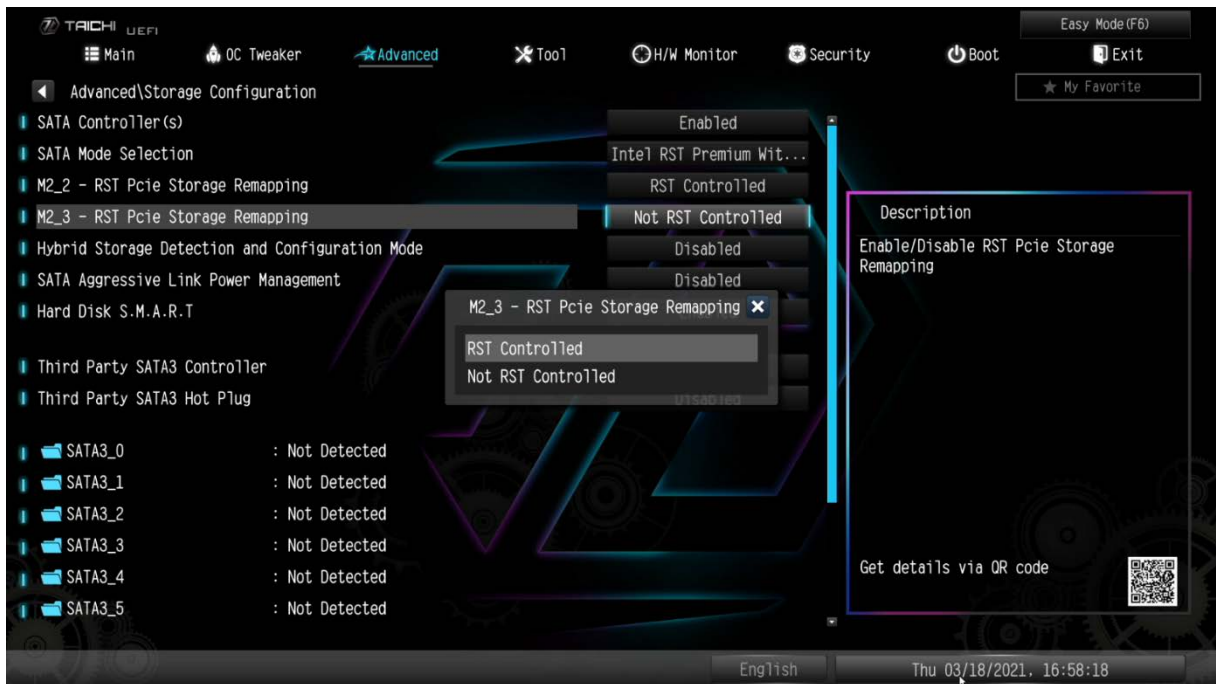 TAICHI UEFI
Easy Mode(F6)
Main OC Tweaker Advanced Tool H/W Monitor Security Boot Exit
Advanced\Storage Configuration
My Favorite
SATA Controller(s) Enabled
SATA Mode Selection Intel RST Premium Wit...
M2_2 - RST Pcie Storage Remapping RST Controlled
M2_3 - RST Pcie Storage Remapping Not RST Controlled
Hybrid Storage Detection and Configuration Mode Disabled
SATA Aggressive Link Power Management Disabled
Hard Disk S.M.A.R.T
Third Party SATA3 Controller
Third Party SATA3 Hot Plug Disabled
M2_3 - RST Pcie Storage Remapping
RST Controlled
Not RST Controlled
SATA3_0 : Not Detected
SATA3_1 : Not Detected
SATA3_2 : Not Detected
SATA3_3 : Not Detected
SATA3_4 : Not Detected
SATA3_5 : Not Detected
Description
Enable/Disable RST Pcie Storage
Remapping
Get details via QR code
English
Thu 03/18/2021, 16:58:18